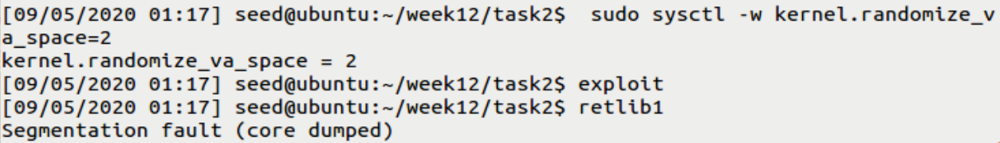 [09/05/2020 01:17] seed@ubuntu:~/week12/task2$  sudo sysctl -w kernel.randomize_v
a_space=2
kernel.randomize_va_space = 2
[09/05/2020 01:17] seed@ubuntu:~/week12/task2$ exploit
[09/05/2020 01:17] seed@ubuntu:~/week12/task2$ retlib1
Segmentation fault (core dumped)